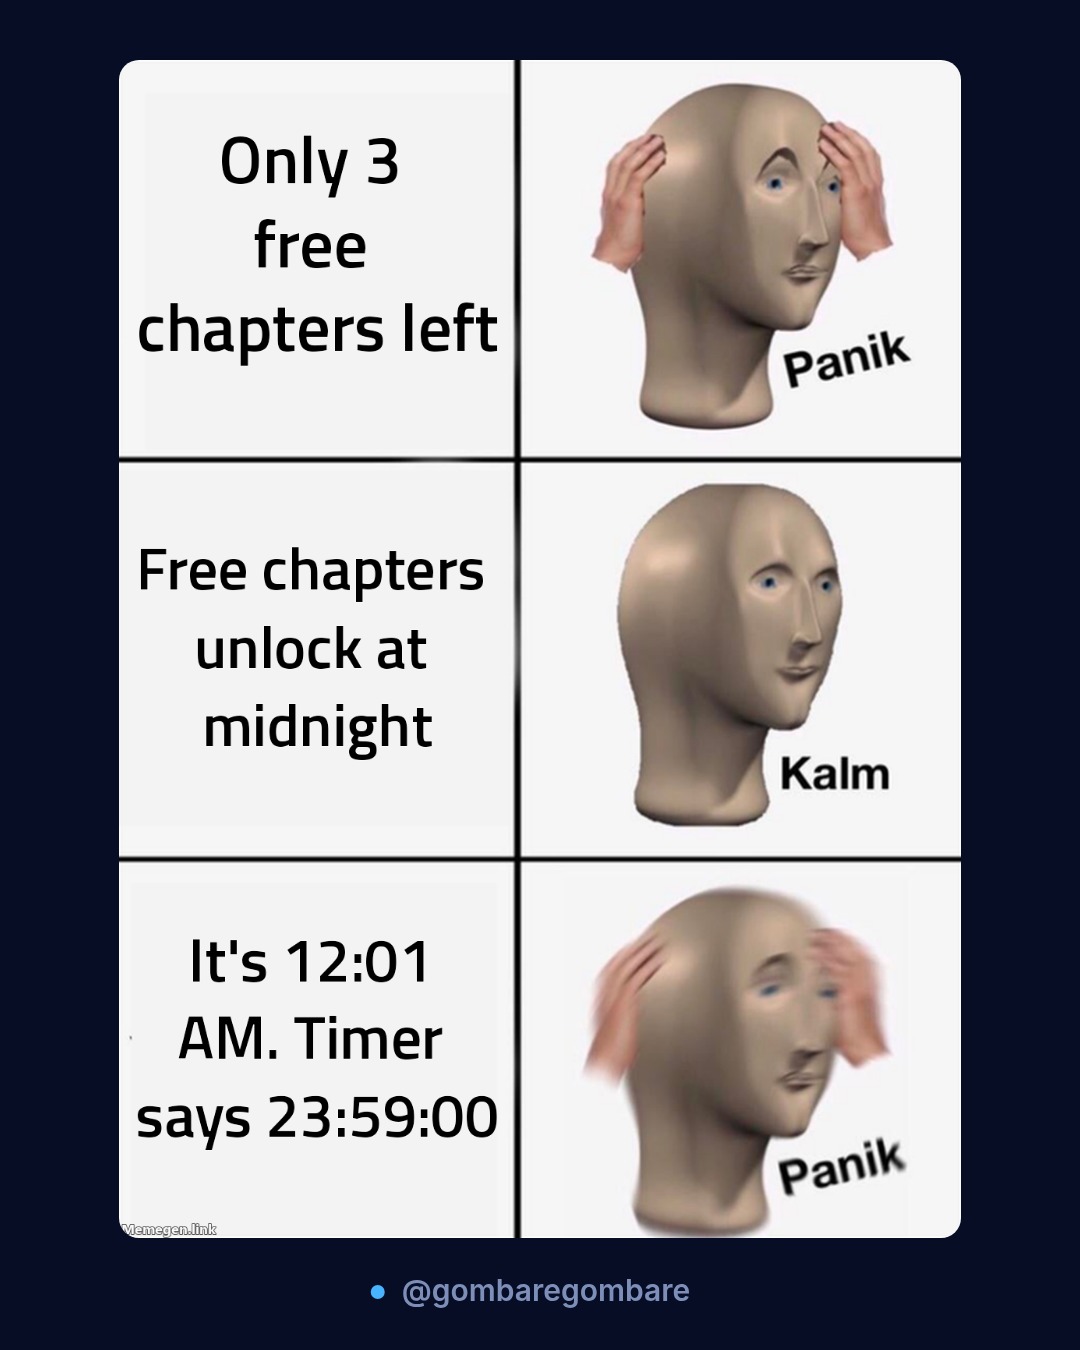 Only 3
free
chapters left
Panik
Free chapters
unlock at
midnight
Kalm
It's 12:01
AM. Timer
says 23:59:00
Panik
Memegen.link
@gombaregombare